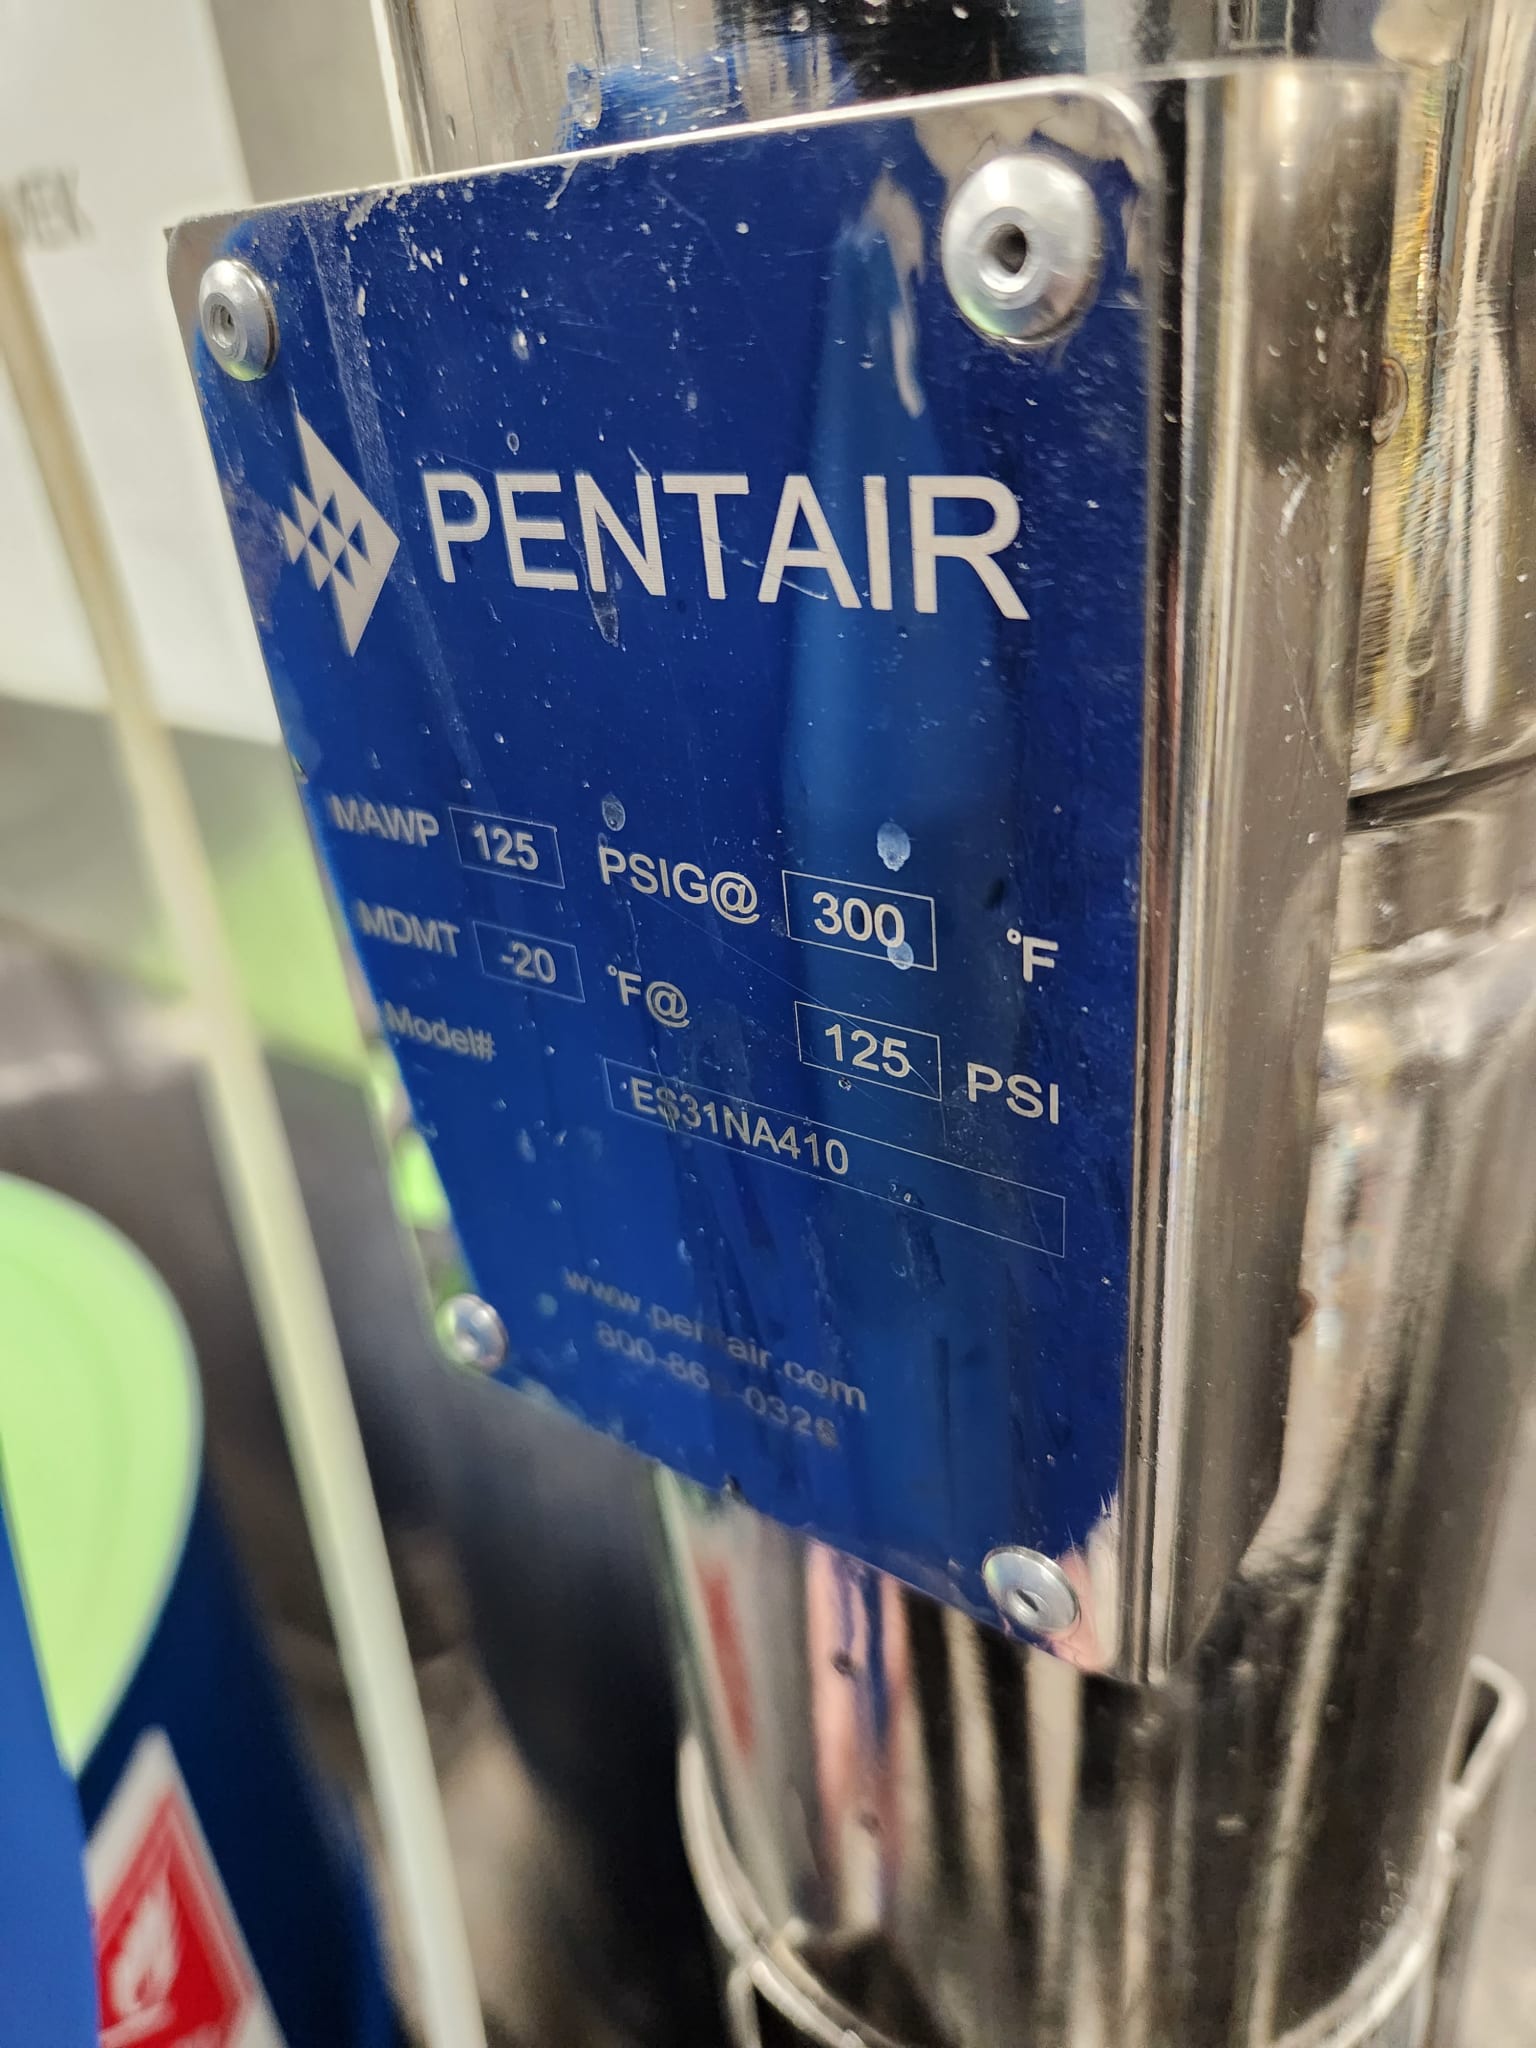 PENTAIR
MAWP 125 PSIG@ 300 °F
MDMT -20 °F@ 125 PSI
Model# ES31NA410
www.pentair.com